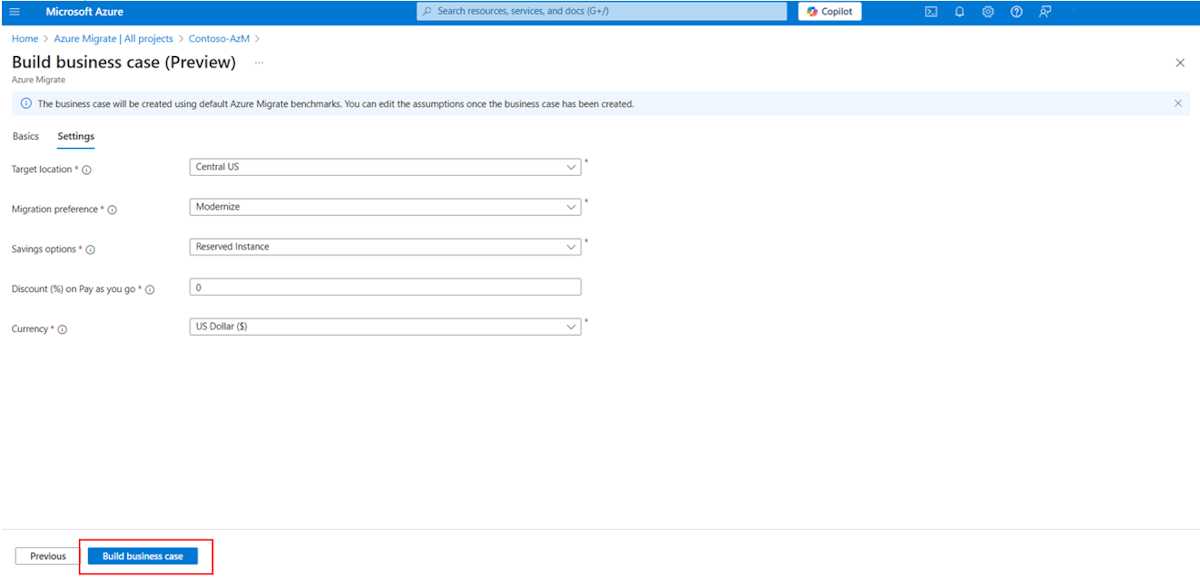 Microsoft Azure
Search resources, services, and docs (G+/)
Copilot
Home > Azure Migrate | All projects > Contoso-AzM >
Build business case (Preview) ...
Azure Migrate
The business case will be created using default Azure Migrate benchmarks. You can edit the assumptions once the business case has been created.
Basics Settings
Target location * Central US *
Migration preference * Modernize *
Savings options * Reserved Instance *
Discount (%) on Pay as you go * 0
Currency * US Dollar ($) *
Previous Build business case